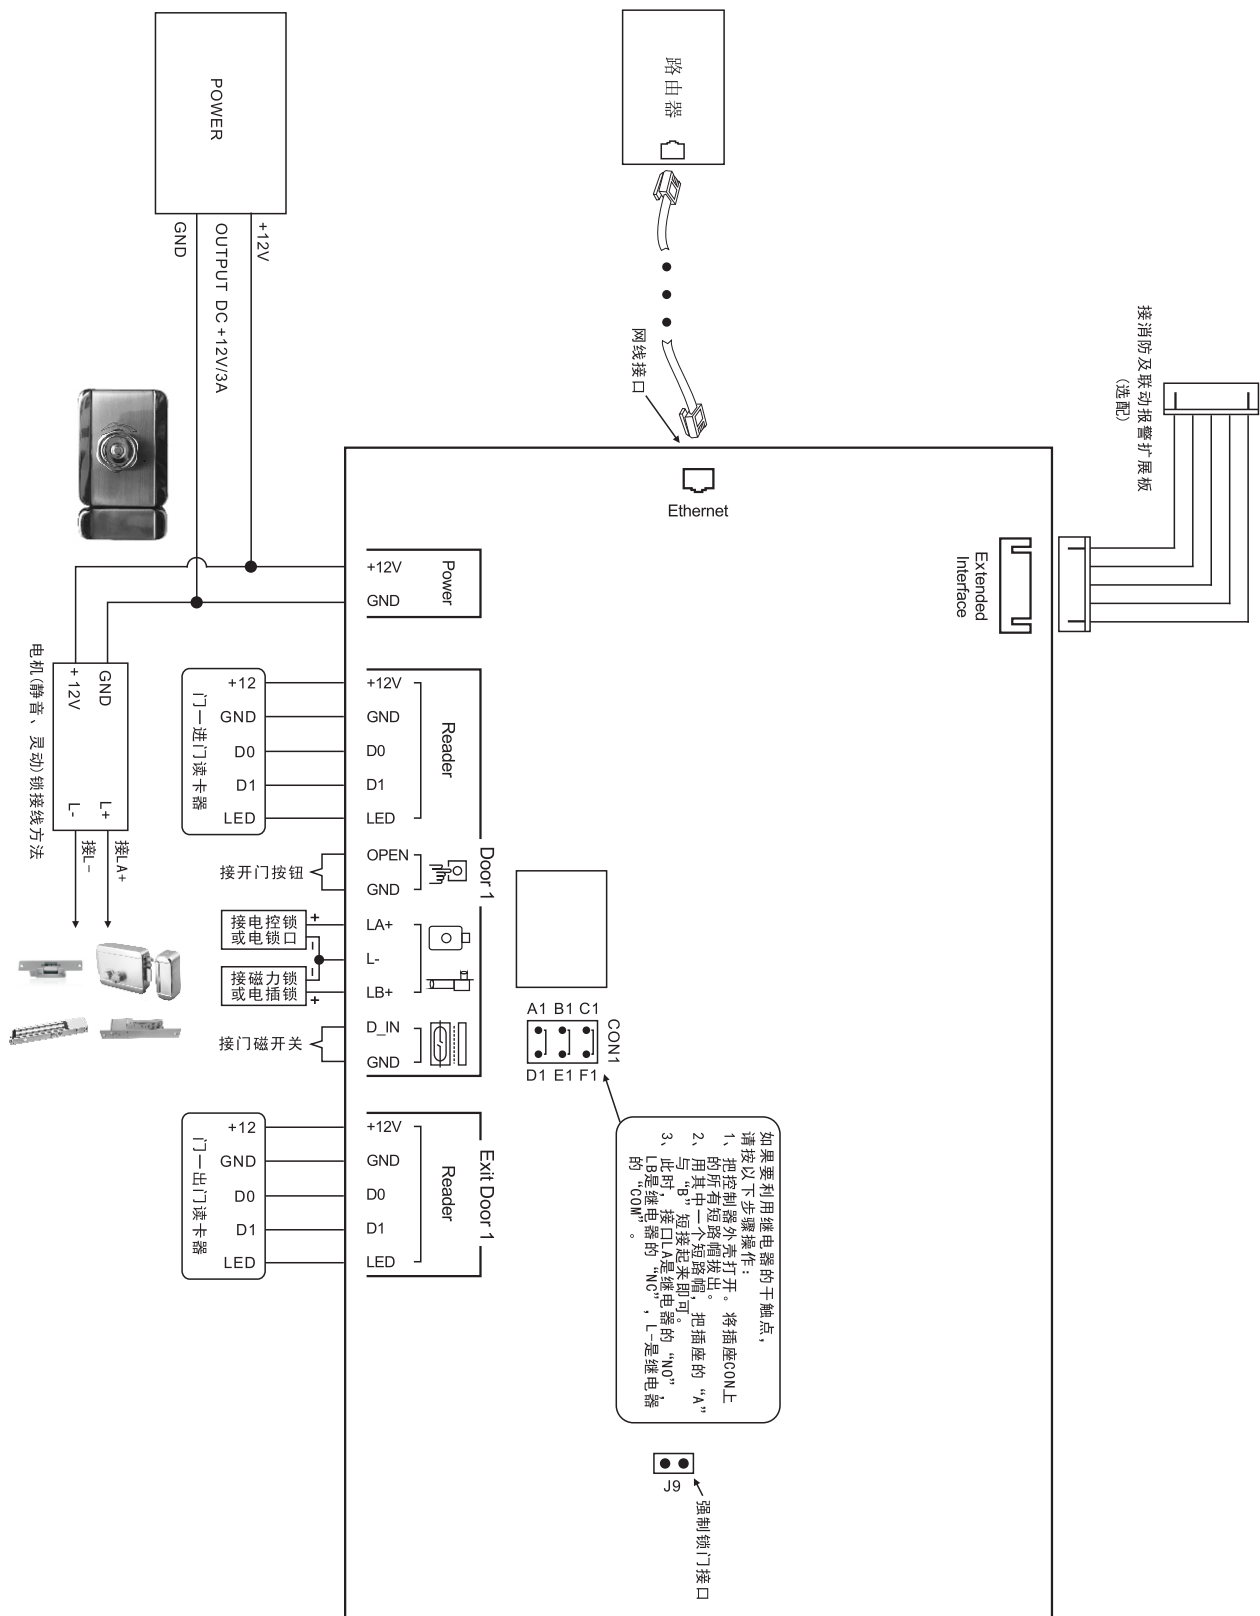 POWER
GND
OUTPUT DC +12V/3A
+12V
路由器
网线接口
接消防及联动报警扩展板
(选配)
Ethernet
Extended
Interface
Power
+12V
GND
电机(静音、灵动)锁接线方法
GND
+12V
L+
L-
接LA+
接L-
门一进门读卡器
+12
GND
D0
D1
LED
+12V
GND
D0
D1
LED
Reader
Door 1
接开门按钮
OPEN
GND
接电控锁
或电锁口
+
-
LA+
L-
接磁力锁
或电插锁
-
+
LB+
接门磁开关
D_IN
GND
A1 B1 C1
CON1
D1 E1 F1
如果要利用继电器的干触点，
请按以下步骤操作：
1、把控制器外壳打开。将插座CON上
的所有短路帽拔出。
2、用其中一个短路帽，把插座的“A”
与“B”短接起来即可。
3、此时，接口LA是继电器的“NO”，
LB是继电器的“NC”，L-是继电器
的“COM”。
门一出门读卡器
+12
GND
D0
D1
LED
+12V
GND
D0
D1
LED
Reader
Exit Door 1
J9
强制锁门接口